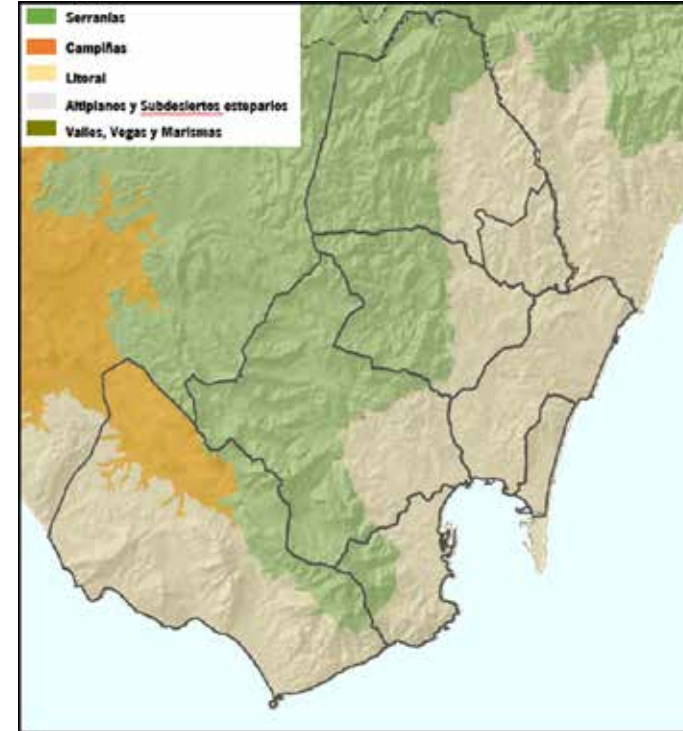 Serranías
Campiñas
Litoral
Altiplanos y Subdesiertos esteparios
Valles, Vegas y Marismas